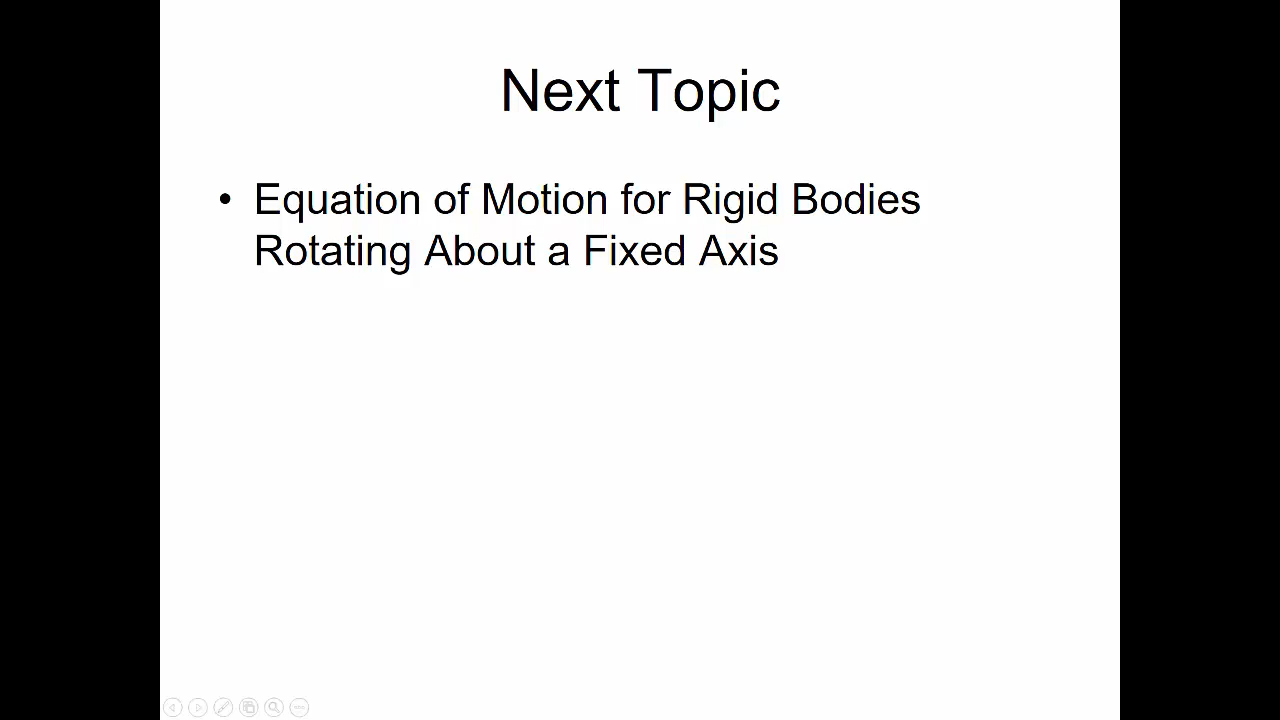 Next Topic
• Equation of Motion for Rigid Bodies
Rotating About a Fixed Axis